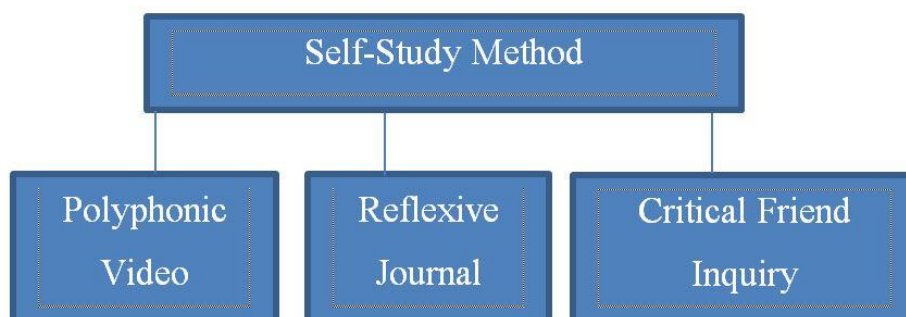 Self-Study Method
Polyphonic
Video
Reflexive
Journal
Critical Friend
Inquiry